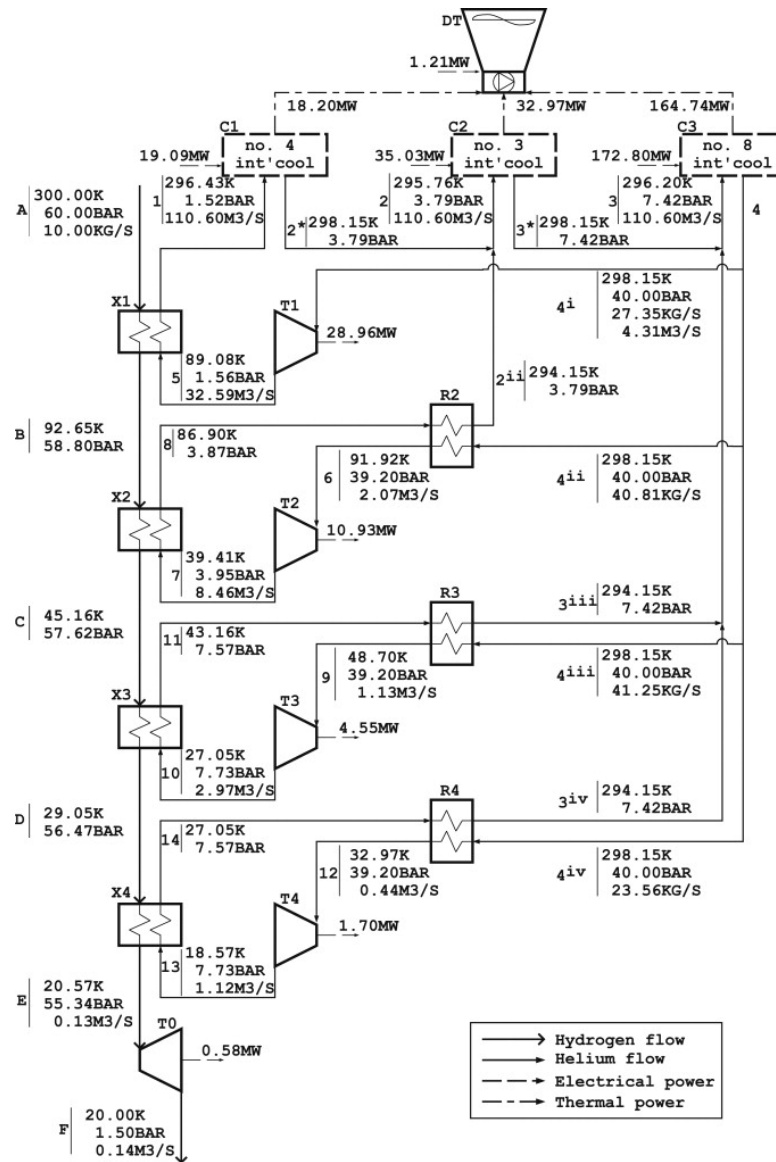 DT
1.21MW
18.20MW
32.97MW
164.74MW
C1
no. 4
int'cool
C2
no. 3
int'cool
C3
no. 8
int'cool
19.09MW
35.03MW
172.80MW
A
300.00K
60.00BAR
10.00KG/S
1
296.43K
1.52BAR
110.60M3/S
2*
298.15K
3.79BAR
2
295.76K
3.79BAR
110.60M3/S
3*
298.15K
7.42BAR
3
296.20K
7.42BAR
110.60M3/S
4
X1
T1
28.96MW
4i
298.15K
40.00BAR
27.35KG/S
4.31M3/S
5
89.08K
1.56BAR
32.59M3/S
2ii
294.15K
3.79BAR
B
92.65K
58.80BAR
8
86.90K
3.87BAR
R2
6
91.92K
39.20BAR
2.07M3/S
4ii
298.15K
40.00BAR
40.81KG/S
X2
T2
10.93MW
7
39.41K
3.95BAR
8.46M3/S
C
45.16K
57.62BAR
11
43.16K
7.57BAR
R3
3iii
294.15K
7.42BAR
9
48.70K
39.20BAR
1.13M3/S
4iii
298.15K
40.00BAR
41.25KG/S
X3
T3
4.55MW
10
27.05K
7.73BAR
2.97M3/S
D
29.05K
56.47BAR
14
27.05K
7.57BAR
R4
3iv
294.15K
7.42BAR
12
32.97K
39.20BAR
0.44M3/S
4iv
298.15K
40.00BAR
23.56KG/S
X4
T4
1.70MW
13
18.57K
7.73BAR
1.12M3/S
E
20.57K
55.34BAR
0.13M3/S
T0
0.58MW
F
20.00K
1.50BAR
0.14M3/S
Hydrogen flow
Helium flow
Electrical power
Thermal power